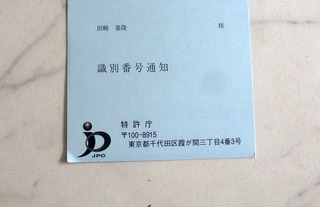 田嶋 嘉隆 様
識別番号通知
特許庁
〒100-8915
東京都千代田区霞が関三丁目4番3号
JPO